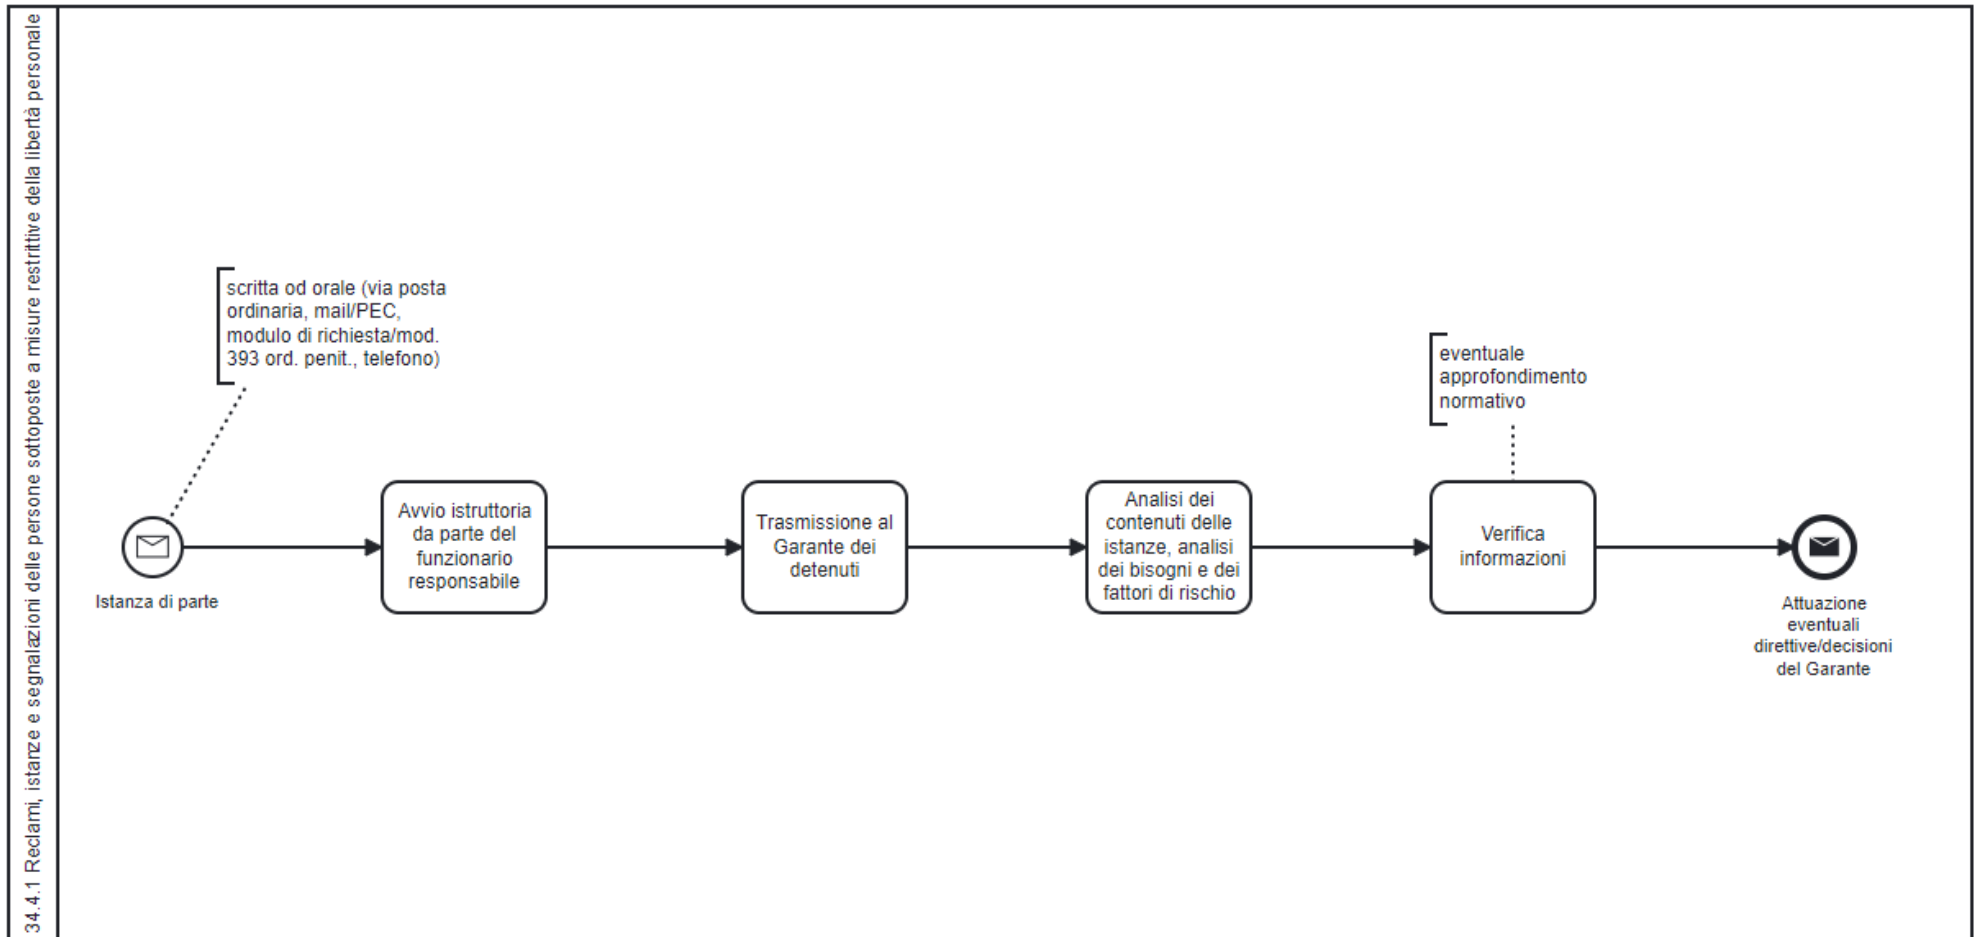 34.4.1 Reclami, istanze e segnalazioni delle persone sottoposte a misure restrittive della libertà personale
scritta od orale (via posta
ordinaria, mail/PEC,
modulo di richiesta/mod.
393 ord. penit., telefono)
Istanza di parte
Avvio istruttoria
da parte del
funzionario
responsabile
Trasmissione al
Garante dei
detenuti
Analisi dei
contenuti delle
istanze, analisi
dei bisogni e dei
fattori di rischio
eventuale
approfondimento
normativo
Verifica
informazioni
Attuazione
eventuali
direttive/decisioni
del Garante